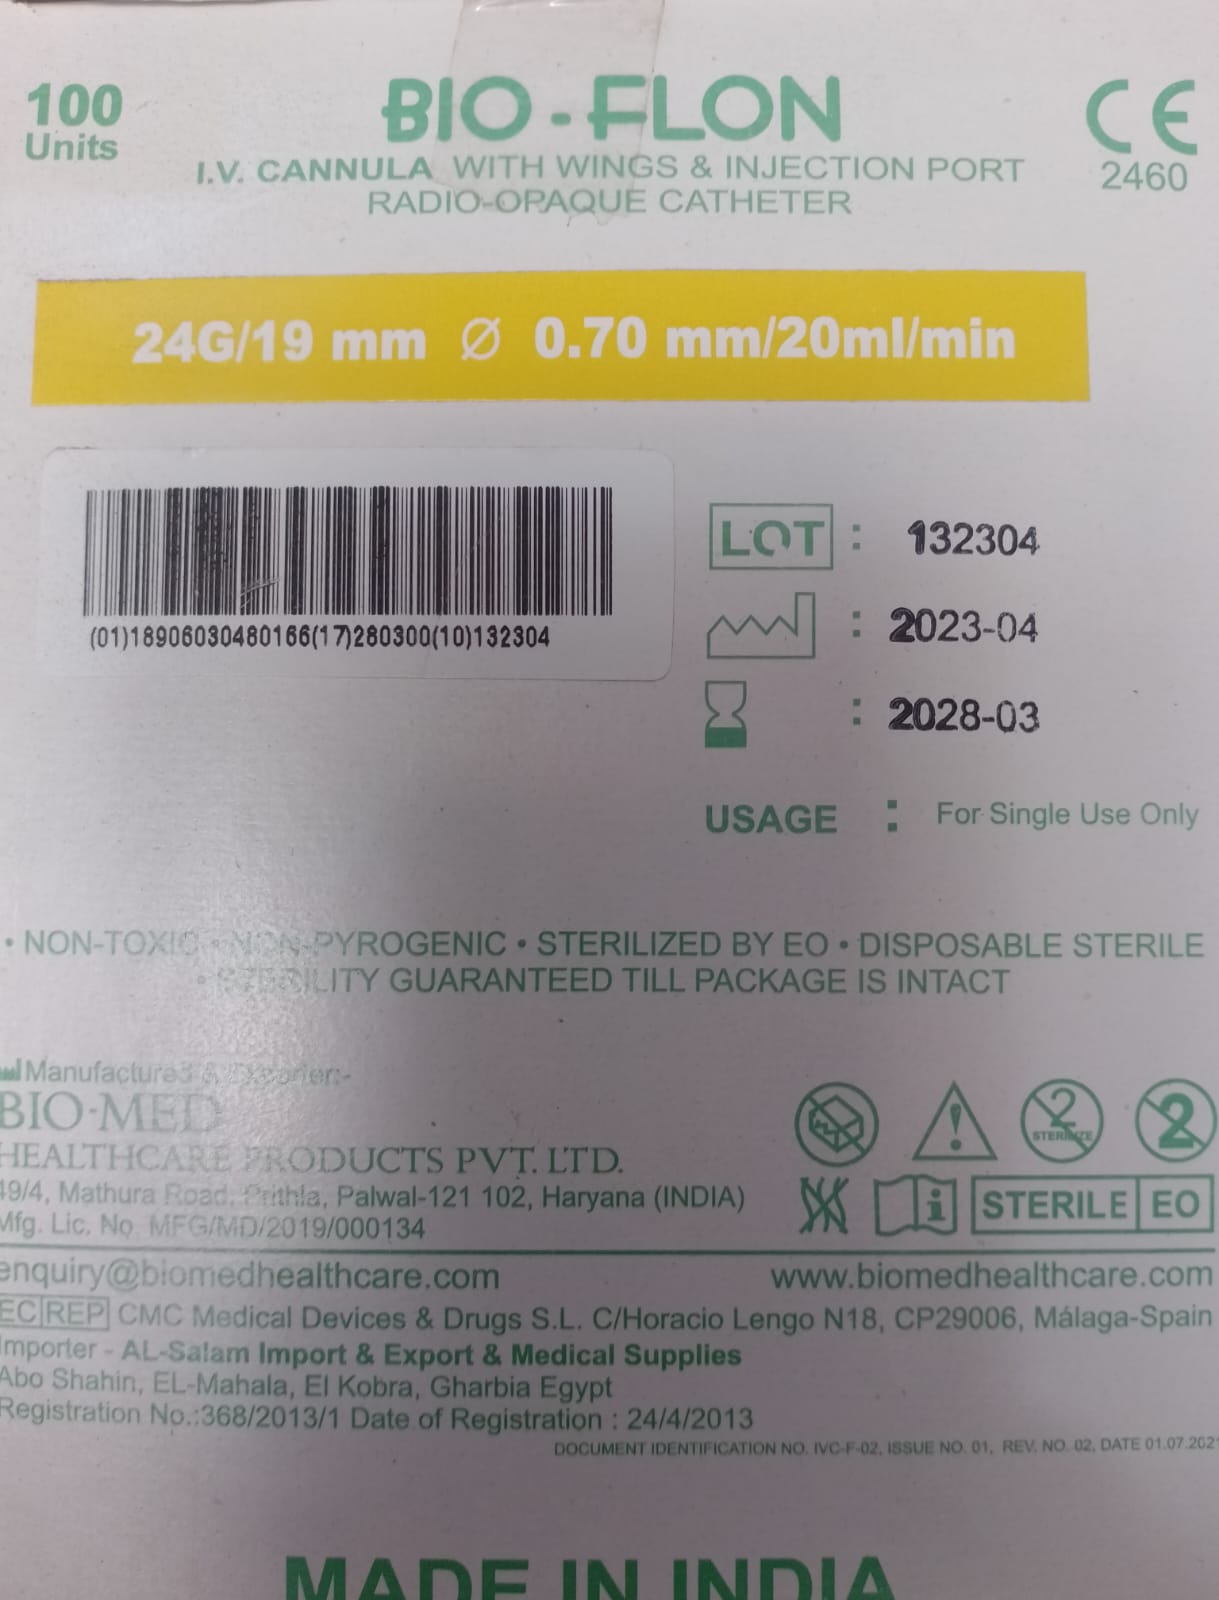 100
Units
BIO-FLON
I.V. CANNULA WITH WINGS & INJECTION PORT
RADIO-OPAQUE CATHETER
CE
2460
24G/19 mm Ø 0.70 mm/20ml/min
(01)18906030480166(17)280300(10)132304
LOT : 132304
: 2023-04
: 2028-03
USAGE : For Single Use Only
• NON-TOXIC • NON-PYROGENIC • STERILIZED BY EO • DISPOSABLE STERILE
• STERILITY GUARANTEED TILL PACKAGE IS INTACT
Manufactured & Exporter:-
BIO-MED
HEALTHCARE PRODUCTS PVT. LTD.
49/4, Mathura Road, Prithla, Palwal-121 102, Haryana (INDIA)
Mfg. Lic. No. MFG/MD/2019/000134
2
STERILIZE
2
STERILE EO
enquiry@biomedhealthcare.com
www.biomedhealthcare.com
EC REP CMC Medical Devices & Drugs S.L. C/Horacio Lengo N18, CP29006, Málaga-Spain
Importer - AL-Salam Import & Export & Medical Supplies
Abo Shahin, EL-Mahala, El Kobra, Gharbia Egypt
Registration No.:368/2013/1 Date of Registration : 24/4/2013
DOCUMENT IDENTIFICATION NO. IVC-F-02, ISSUE NO. 01, REV. NO. 02, DATE 01.07.2021
MADE IN INDIA